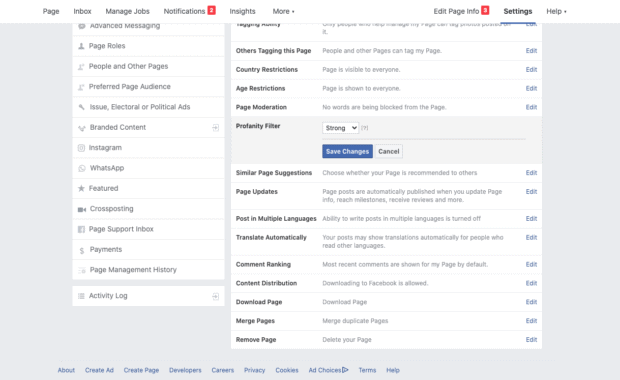 Page Inbox Manage Jobs Notifications 2 Insights More Edit Page Info 3 Settings Help
Advanced Messaging
Page Roles
People and Other Pages
Preferred Page Audience
Issue, Electoral or Political Ads
Branded Content
Instagram
WhatsApp
Featured
Crossposting
Page Support Inbox
Payments
Page Management History
Activity Log
Tagging Ability Only people who help manage my Page can tag photos posted on Edit
it.
Others Tagging this Page People and other Pages can tag my Page. Edit
Country Restrictions Page is visible to everyone. Edit
Age Restrictions Page is shown to everyone. Edit
Page Moderation No words are being blocked from the Page. Edit
Profanity Filter Strong [?]
Save Changes Cancel
Similar Page Suggestions Choose whether your Page is recommended to others Edit
Page Updates Page posts are automatically published when you update Page Edit
info, reach milestones, receive reviews and more.
Post in Multiple Languages Ability to write posts in multiple languages is turned off Edit
Translate Automatically Your posts may show translations automatically for people who Edit
read other languages.
Comment Ranking Most recent comments are shown for my Page by default. Edit
Content Distribution Downloading to Facebook is allowed. Edit
Download Page Download Page Edit
Merge Pages Merge duplicate Pages Edit
Remove Page Delete your Page Edit
About Create Ad Create Page Developers Careers Privacy Cookies Ad Choices Terms Help